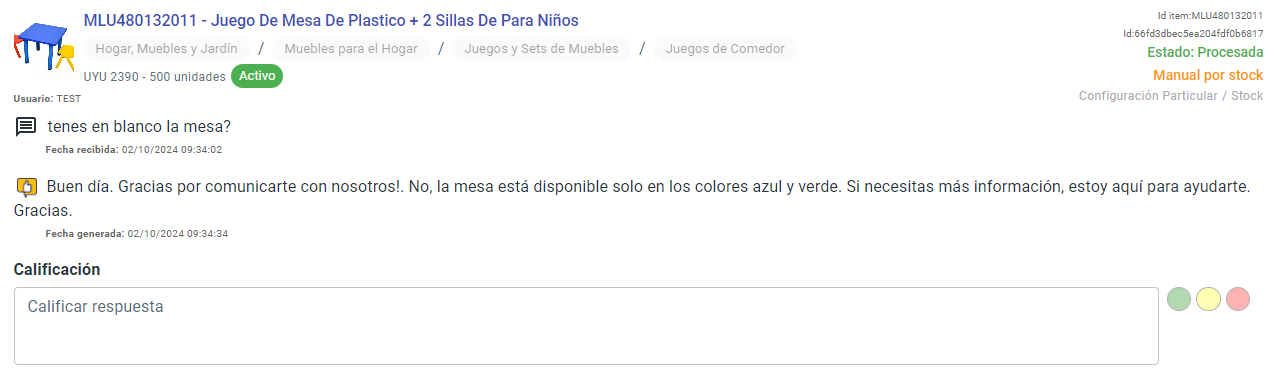 MLU480132011 - Juego De Mesa De Plastico + 2 Sillas De Para Niños
Id item:MLU480132011
Id:66fd3dbec5ea204fdf0b6817
Hogar, Muebles y Jardín / Muebles para el Hogar / Juegos y Sets de Muebles / Juegos de Comedor
Estado: Procesada
UYU 2390 - 500 unidades Activo
Manual por stock
Configuración Particular / Stock
Usuario: TEST
tenes en blanco la mesa?
Fecha recibida: 02/10/2024 09:34:02
Buen día. Gracias por comunicarte con nosotros!. No, la mesa está disponible solo en los colores azul y verde. Si necesitas más información, estoy aquí para ayudarte.
Gracias.
Fecha generada: 02/10/2024 09:34:34
Calificación
Calificar respuesta